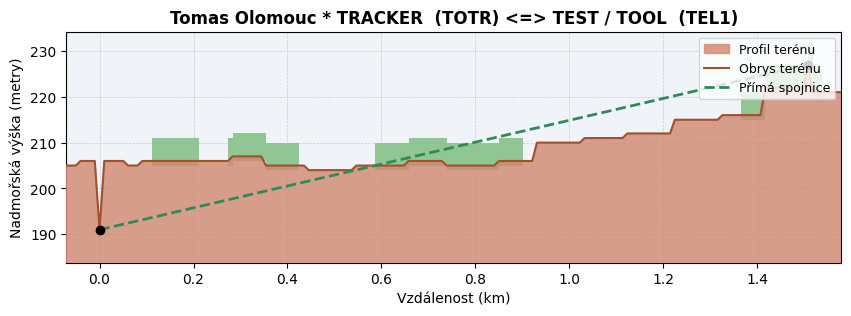 Tomas Olomouc * TRACKER  (TOTR) <=> TEST / TOOL  (TEL1)
Nadmořská výška (metry)
230
220
210
200
190
Profil terénu
Obrys terénu
Přímá spojnice
0.0 0.2 0.4 0.6 0.8 1.0 1.2 1.4
Vzdálenost (km)